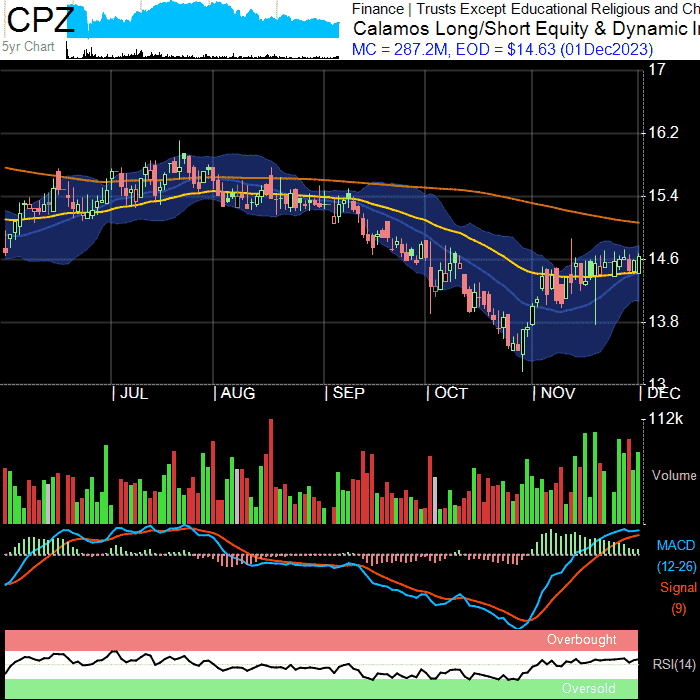 CPZ
5yr Chart
Finance | Trusts Except Educational Religious and Ch
Calamos Long/Short Equity & Dynamic In
MC = 287.2M, EOD = $14.63 (01Dec2023)
17
16.2
15.4
14.6
13.8
13
| JUL | AUG | SEP | OCT | NOV | DEC
112k
Volume
MACD
(12-26)
Signal
(9)
Overbought
RSI(14)
Oversold